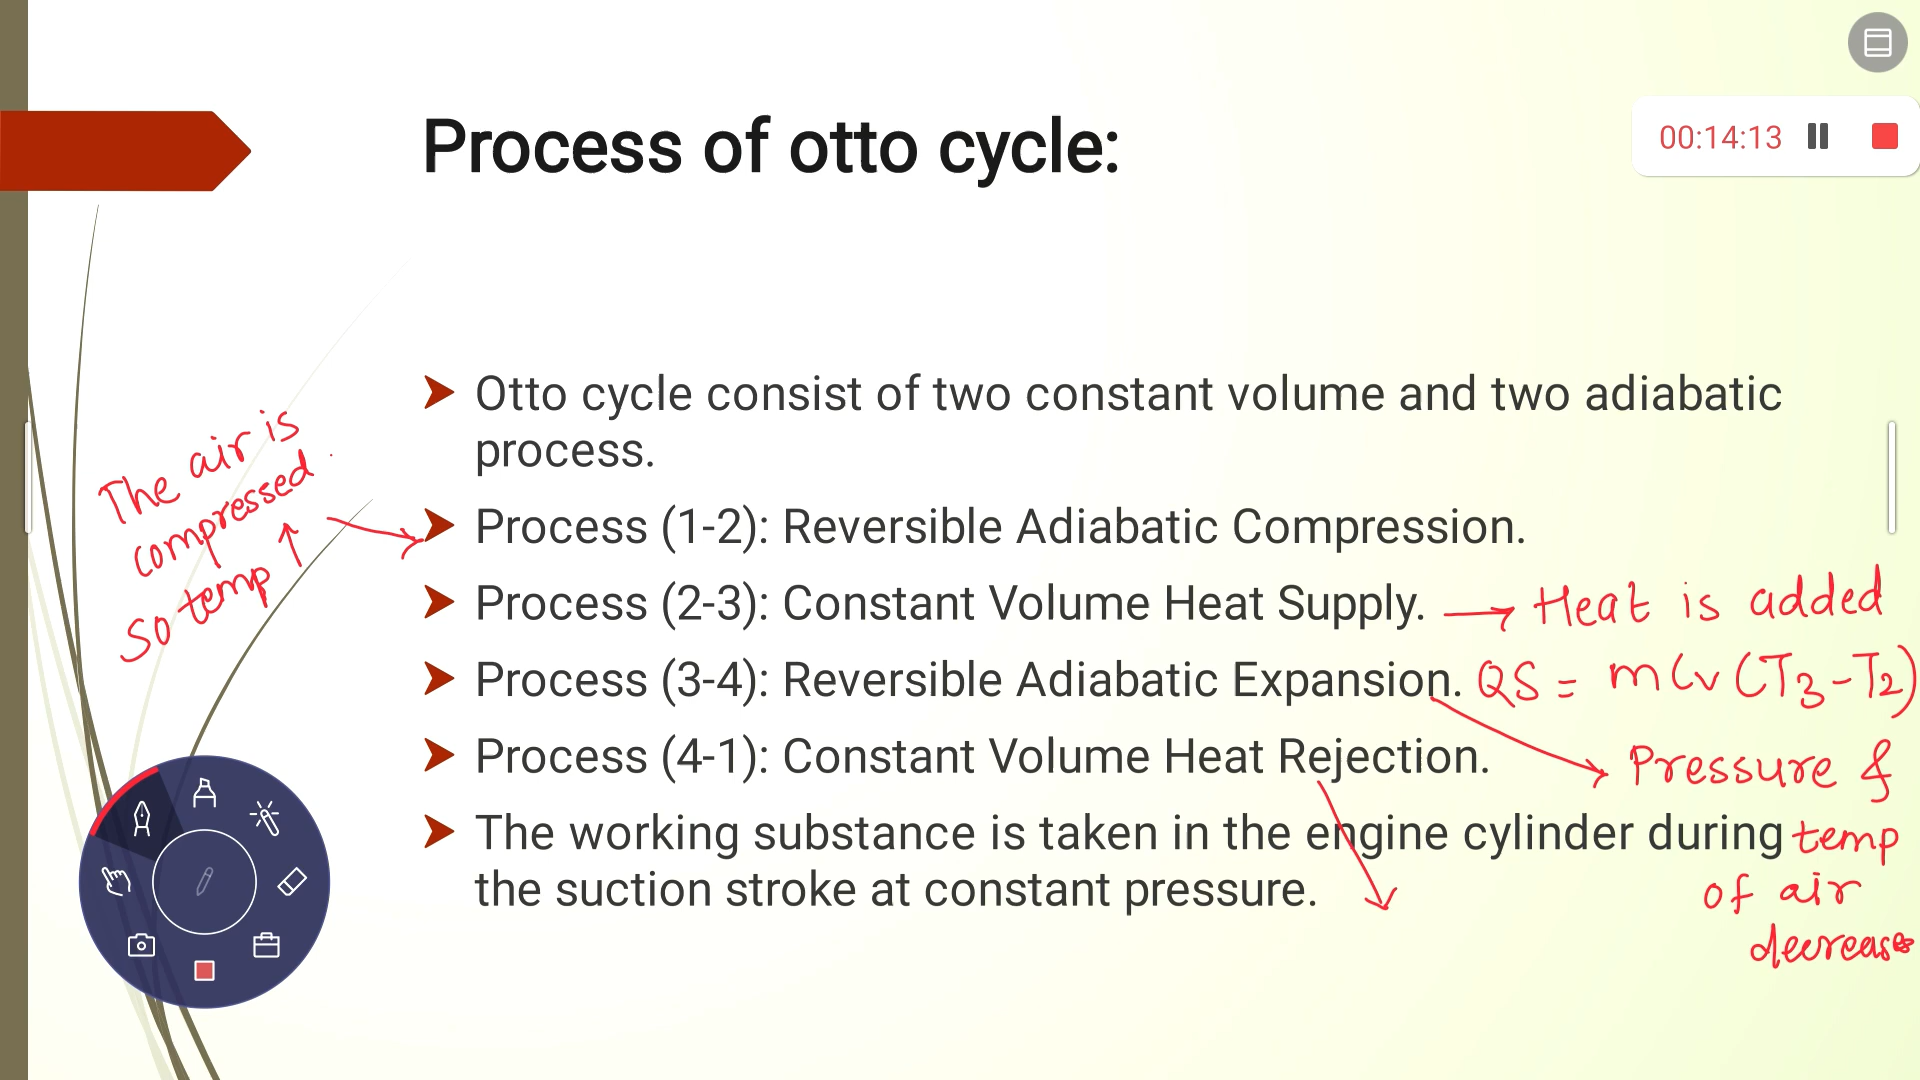 00:14:13
Process of otto cycle:
Otto cycle consist of two constant volume and two adiabatic
process.
The air is
compressed.
So temp ↑
Process (1-2): Reversible Adiabatic Compression.
Process (2-3): Constant Volume Heat Supply. → Heat is added
Process (3-4): Reversible Adiabatic Expansion. QS = mCv (T3-T2)
Process (4-1): Constant Volume Heat Rejection.
Pressure &
The working substance is taken in the engine cylinder during
the suction stroke at constant pressure.
temp
of air
decreases